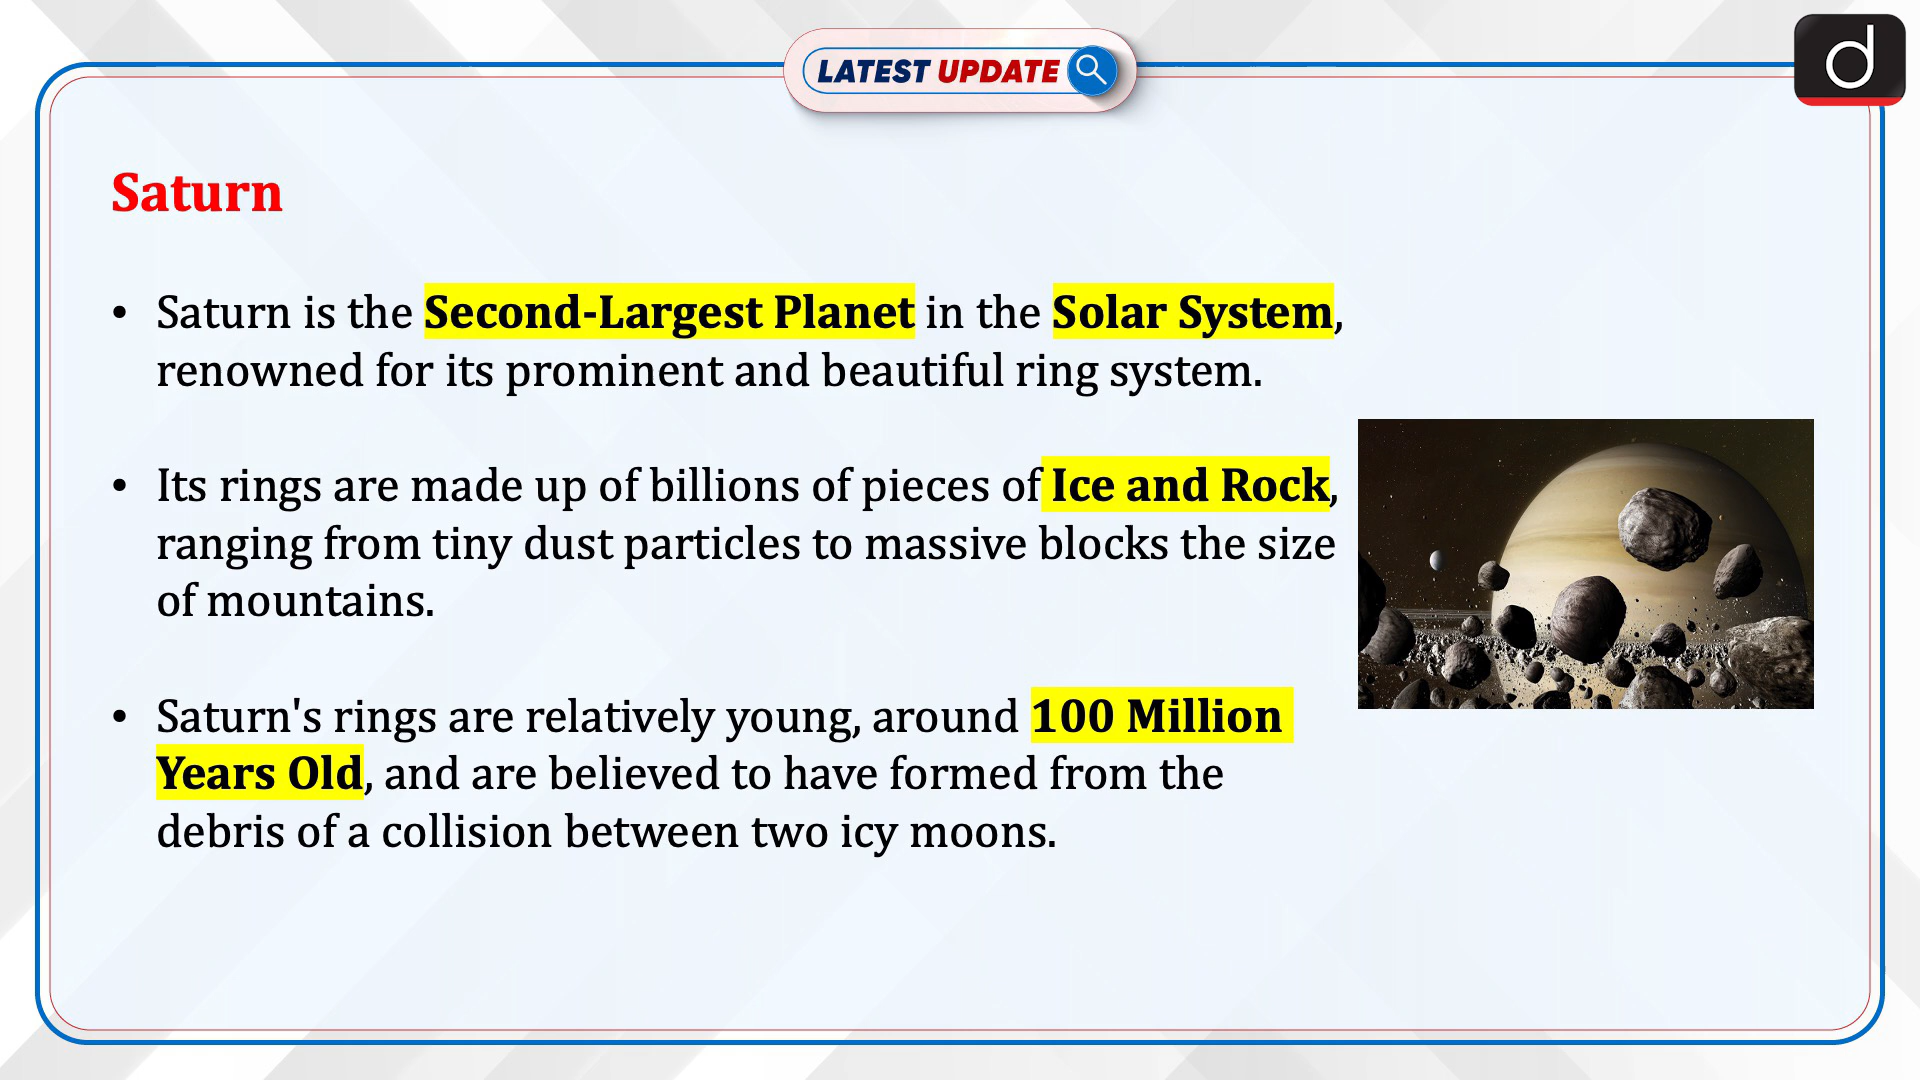 LATEST UPDATE
d
Saturn
• Saturn is the Second-Largest Planet in the Solar System,
renowned for its prominent and beautiful ring system.
• Its rings are made up of billions of pieces of Ice and Rock,
ranging from tiny dust particles to massive blocks the size
of mountains.
• Saturn's rings are relatively young, around 100 Million
Years Old, and are believed to have formed from the
debris of a collision between two icy moons.